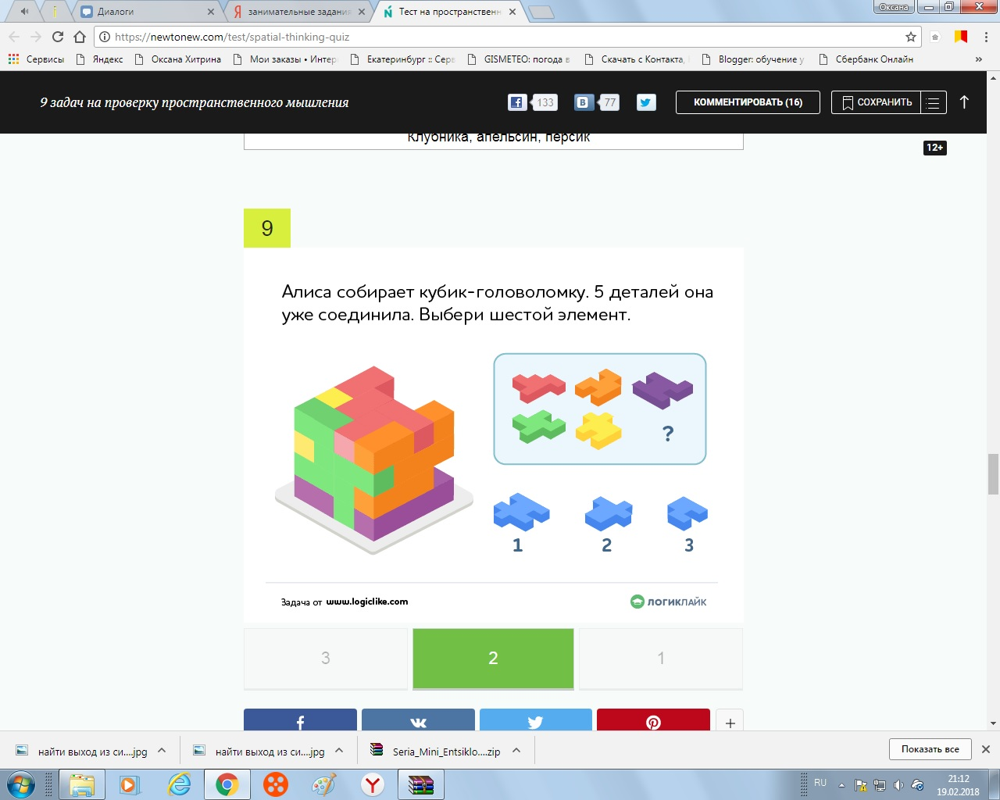 Оксана
Диалоги
занимательные задания
Тест на пространственн
https://newtonew.com/test/spatial-thinking-quiz
Сервисы
Яндекс
Оксана Хитрина
Мои заказы • Интер
Екатеринбург :: Серв
GISMETEO: погода в
Скачать с Контакта,
Blogger: обучение у
Сбербанк Онлайн
»
9 задач на проверку пространственного мышления
133
77
КОММЕНТИРОВАТЬ (16)
СОХРАНИТЬ
Клубника, апельсин, персик
12+
9
Алиса собирает кубик-головоломку. 5 деталей она
уже соединила. Выбери шестой элемент.
?
1 2 3
Задача от www.logiclike.com
ЛОГИКЛАЙК
3 2 1
найти выход из си....jpg
найти выход из си....jpg
Seria_Mini_Entsiklo....zip
Показать все
RU
21:12
19.02.2018